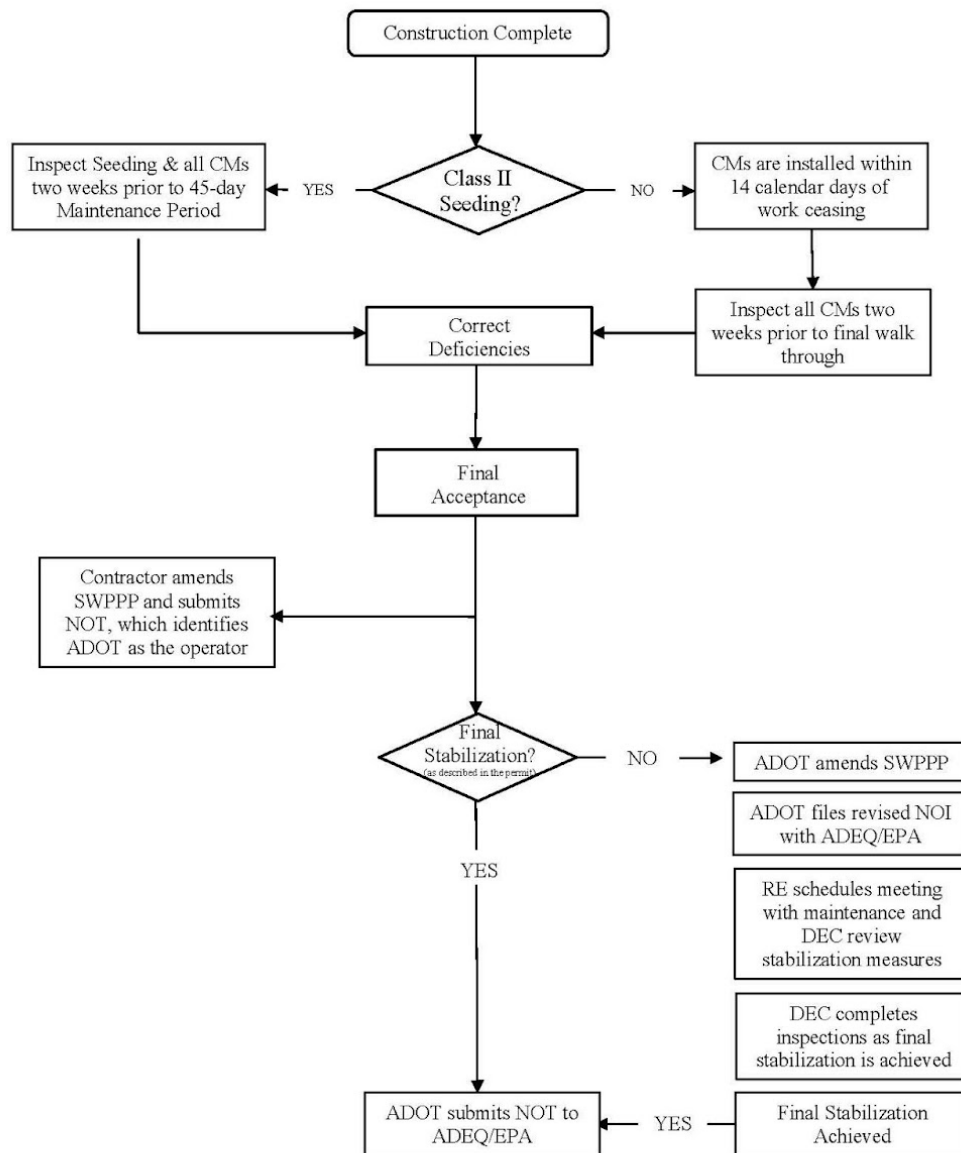 Construction Complete
Inspect Seeding & all CMs
two weeks prior to 45-day
Maintenance Period
YES
Class II
Seeding?
NO
CMs are installed within
14 calendar days of
work ceasing
Correct
Deficiencies
Inspect all CMs two
weeks prior to final walk
through
Final
Acceptance
Contractor amends
SWPPP and submits
NOT, which identifies
ADOT as the operator
Final
Stabilization?
(as described in the permit)
NO
ADOT amends SWPPP
ADOT files revised NOI
with ADEQ/EPA
YES
RE schedules meeting
with maintenance and
DEC review
stabilization measures
DEC completes
inspections as final
stabilization is achieved
ADOT submits NOT to
ADEQ/EPA
YES
Final Stabilization
Achieved